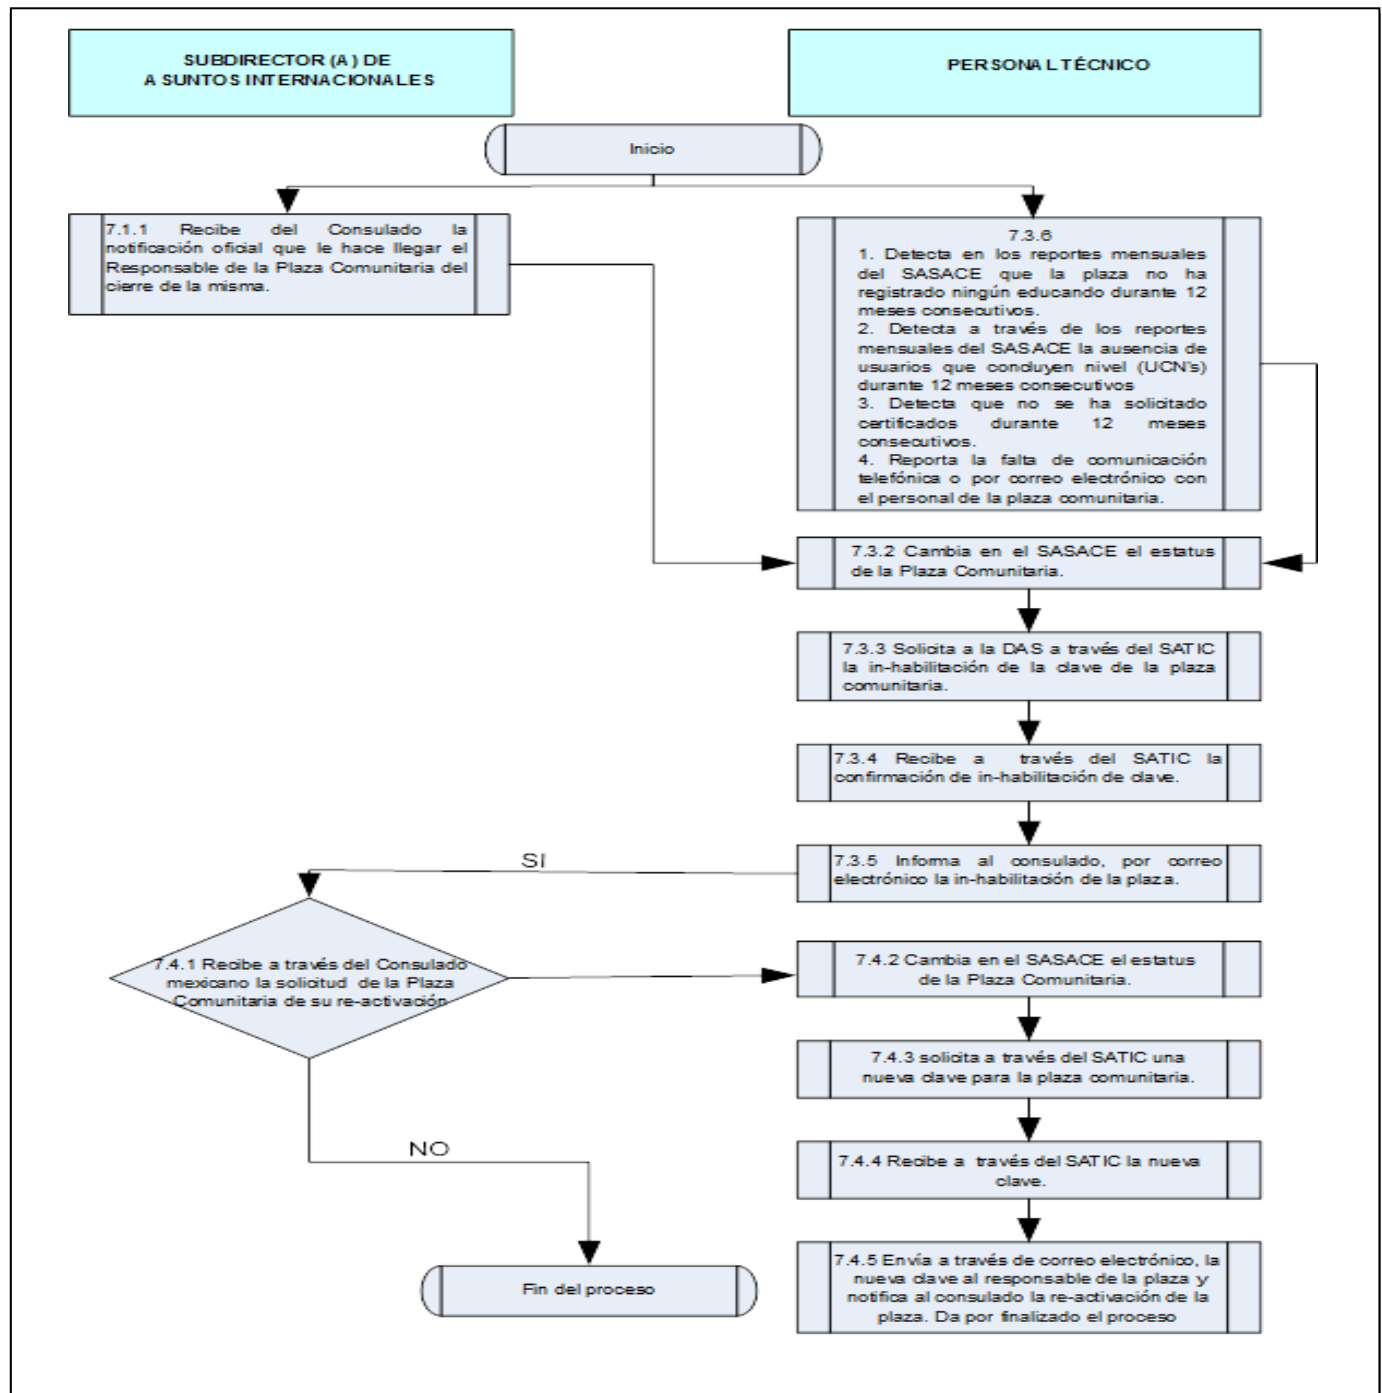 SUBDIRECTOR (A) DE
ASUNTOS INTERNACIONALES
PERSONAL TÉCNICO
Inicio
7.1.1 Recibe del Consulado la
notificación oficial que le hace llegar el
Responsable de la Plaza Comunitaria del
cierre de la misma.
7.3.6
1. Detecta en los reportes mensuales
del SASACE que la plaza no ha
registrado ningún educando durante 12
meses consecutivos.
2. Detecta a través de los reportes
mensuales del SASACE la ausencia de
usuarios que concluyen nivel (UCN's)
durante 12 meses consecutivos
3. Detecta que no se ha solicitado
certificados durante 12 meses
consecutivos.
4. Reporta la falta de comunicación
telefónica o por correo electrónico con
el personal de la plaza comunitaria.
7.3.2 Cambia en el SASACE el estatus
de la Plaza Comunitaria.
7.3.3 Solicita a la DAS a través del SATIC
la in-habilitación de la clave de la plaza
comunitaria.
7.3.4 Recibe a través del SATIC la
confirmación de in-habilitación de clave.
7.3.5 Informa al consulado, por correo
electrónico la in-habilitación de la plaza.
SI
7.4.1 Recibe a través del Consulado
mexicano la solicitud de la Plaza
Comunitaria de su re-activación
7.4.2 Cambia en el SASACE el estatus
de la Plaza Comunitaria.
7.4.3 solicita a través del SATIC una
nueva clave para la plaza comunitaria.
NO
7.4.4 Recibe a través del SATIC la nueva
clave.
7.4.5 Envía a través de correo electrónico, la
nueva clave al responsable de la plaza y
notifica al consulado la re-activación de la
plaza. Da por finalizado el proceso
Fin del proceso